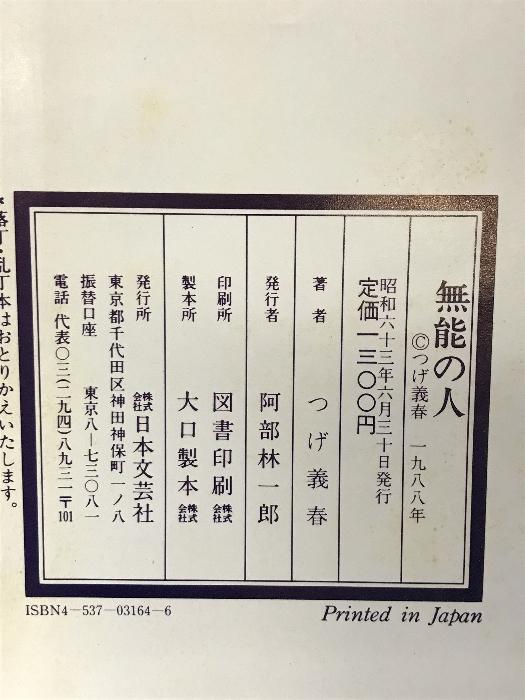 無能の人
©つげ義春　一九八八年
昭和六十三年六月三十日発行
定価一三〇〇円
著者　つげ義春
発行者　阿部林一郎
印刷所　図書印刷株式会社
製本所　大口製本株式会社
発行所　株式会社日本文芸社
東京都千代田区神田神保町一ノ八
振替口座　東京八―七三〇八一
電話　代表〇三(二九四)八九三一〒101
*落丁・乱丁本はおとりかえいたします。
ISBN4-537-03164-6
Printed in Japan